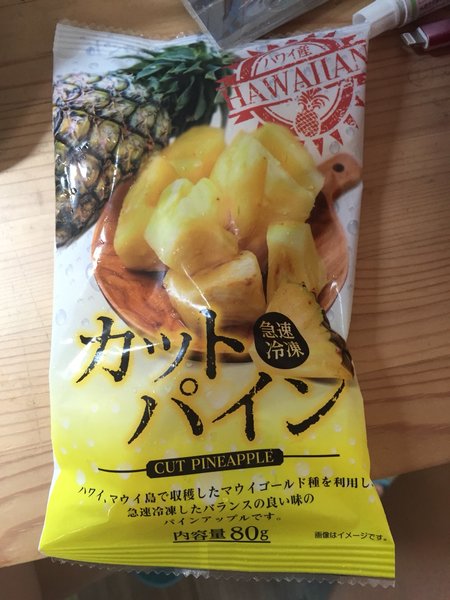 ハワイ産
HAWAIIAN
カット
急速
冷凍
パイン
CUT PINEAPPLE
ハワイ、マウイ島で収穫したマウイゴールド種を利用し、
急速冷凍したバランスの良い味の
パインアップルです。
内容量80g
画像はイメージです。